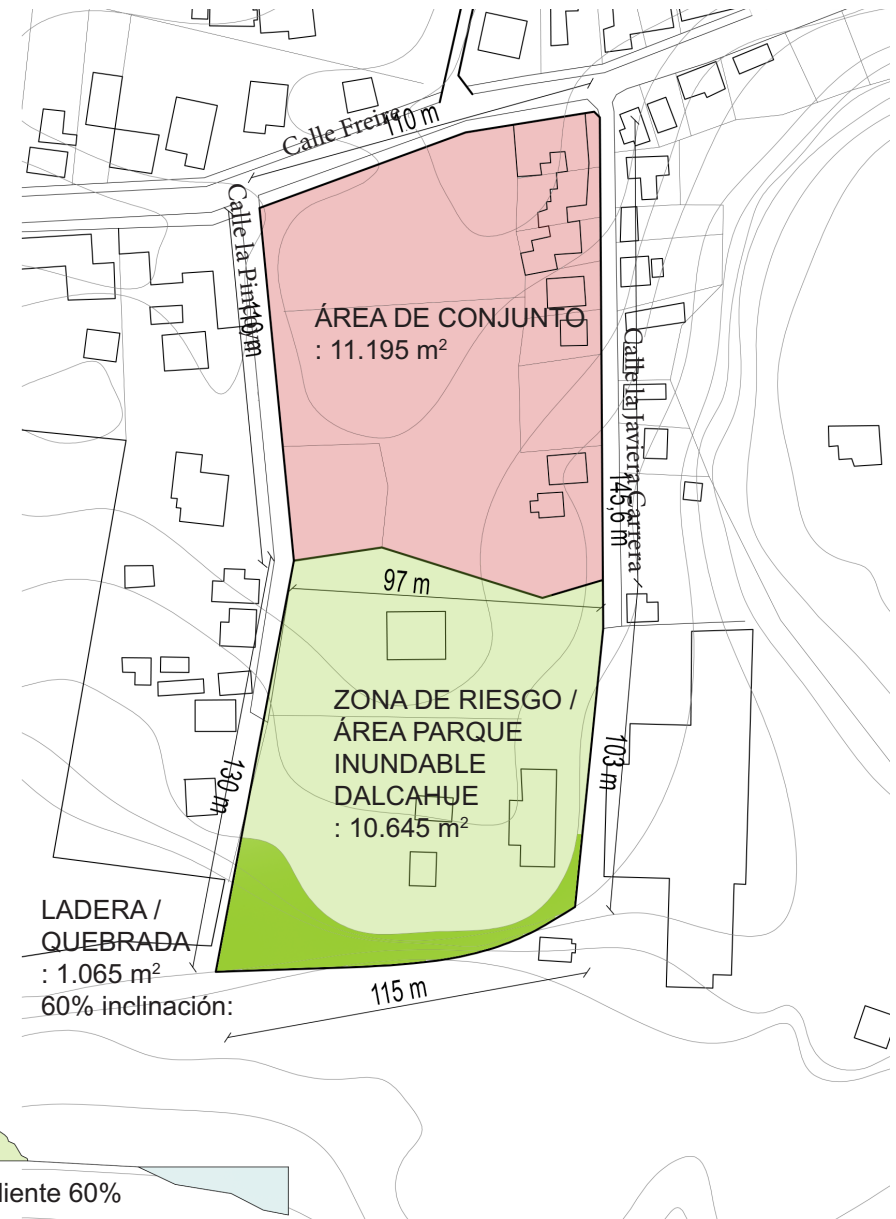 Calle Freire
110 m
Calle la Pincoya
110 m
ÁREA DE CONJUNTO
: 11.195 m²
Calle la Javiera Carrera
145,6 m
97 m
ZONA DE RIESGO /
ÁREA PARQUE
INUNDABLE
DALCAHUE
: 10.645 m²
130 m
103 m
LADERA /
QUEBRADA
: 1.065 m²
60% inclinación:
115 m
diente 60%